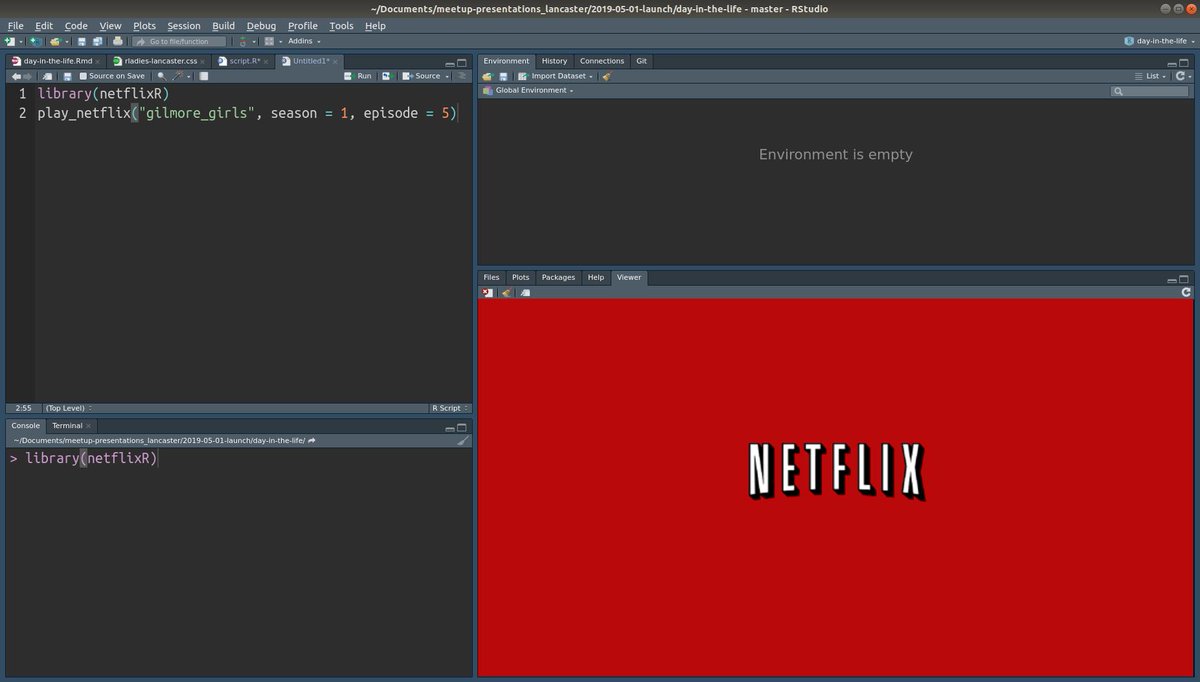 ~/Documents/meetup-presentations_lancaster/2019-05-01-launch/day-in-the-life - master - RStudio
File Edit Code View Plots Session Build Debug Profile Tools Help
Go to file/function Addins day-in-the-life
day-in-the-life.Rmd rladies-lancaster.css script.R* Untitled1*
Source on Save Run Source
1 library(netflixR)
2 play_netflix("gilmore_girls", season = 1, episode = 5)
2:55 (Top Level) R Script
Console Terminal
~/Documents/meetup-presentations_lancaster/2019-05-01-launch/day-in-the-life/
> library(netflixR)
Environment History Connections Git
Import Dataset List
Global Environment
Environment is empty
Files Plots Packages Help Viewer
NETFLIX